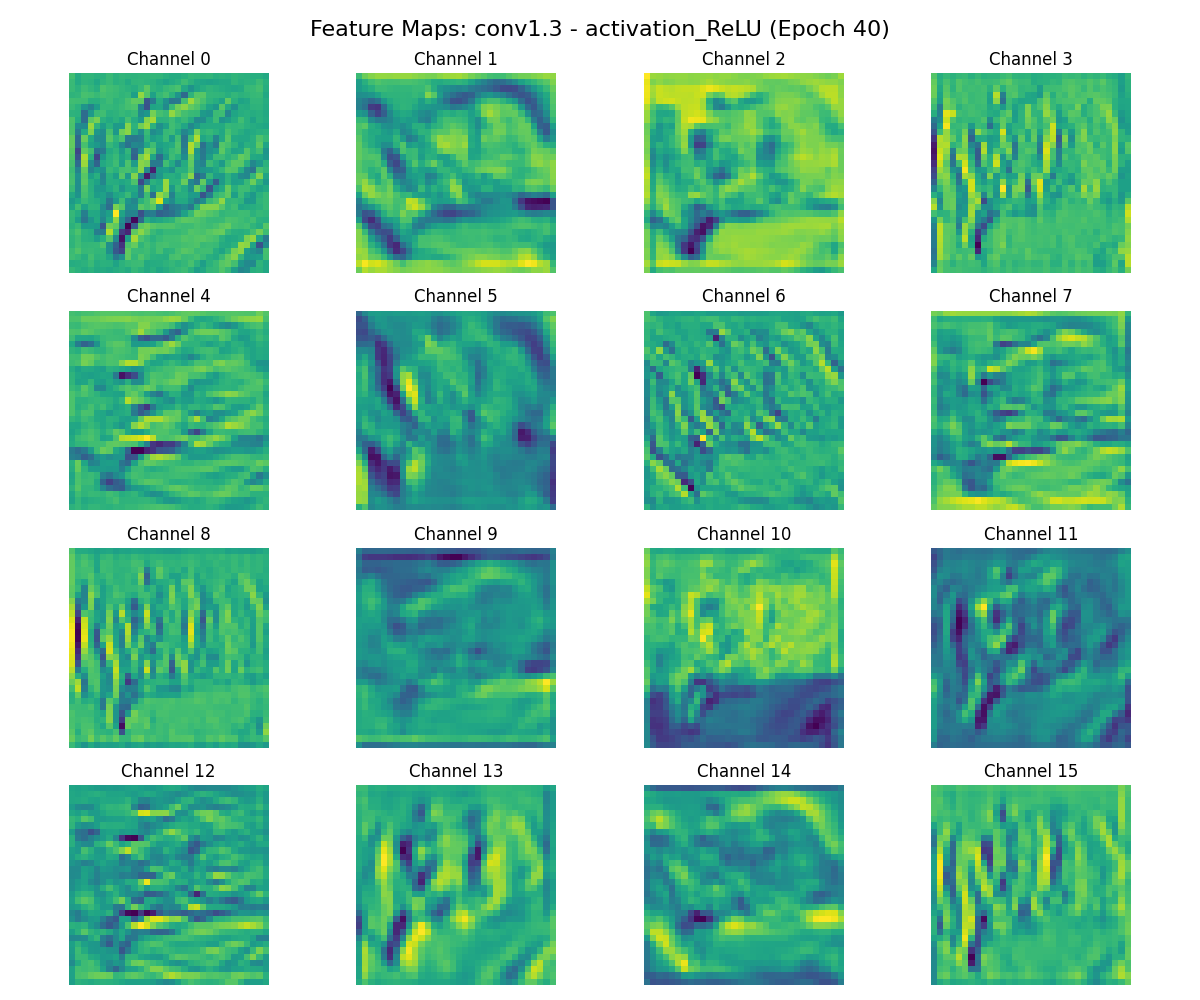 Feature Maps: conv1.3 - activation_ReLU (Epoch 40)
Channel 0
Channel 1
Channel 2
Channel 3
Channel 4
Channel 5
Channel 6
Channel 7
Channel 8
Channel 9
Channel 10
Channel 11
Channel 12
Channel 13
Channel 14
Channel 15